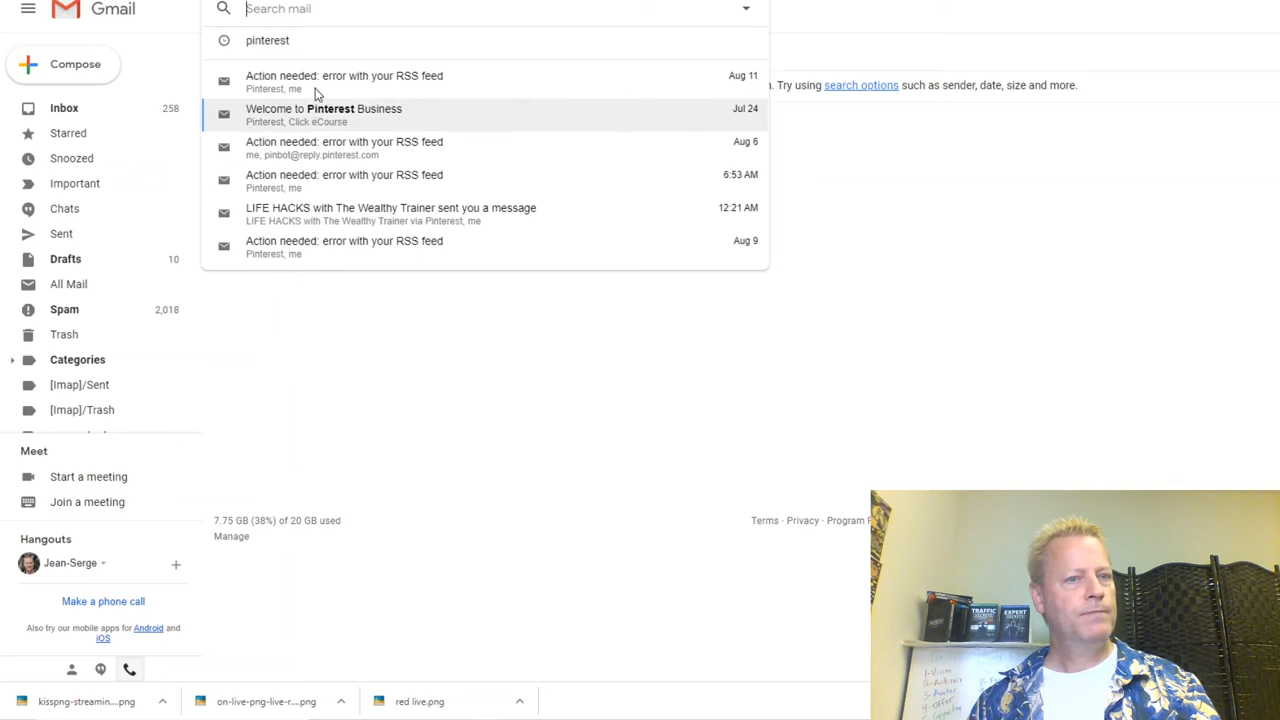 Gmail
Search mail
pinterest
Compose
Action needed: error with your RSS feed
Aug 11
Pinterest, me
. Try using search options such as sender, date, size and more.
Inbox
258
Welcome to Pinterest Business
Jul 24
Pinterest, Click eCourse
Starred
Action needed: error with your RSS feed
Aug 6
me, pinbot@reply.pinterest.com
Snoozed
Important
Action needed: error with your RSS feed
6:53 AM
Pinterest, me
Chats
LIFE HACKS with The Wealthy Trainer sent you a message
12:21 AM
LIFE HACKS with The Wealthy Trainer via Pinterest, me
Sent
Action needed: error with your RSS feed
Aug 9
Pinterest, me
Drafts
10
All Mail
Spam
2,018
Trash
Categories
[Imap]/Sent
[Imap]/Trash
Meet
Start a meeting
Join a meeting
7.75 GB (38%) of 20 GB used
Manage
Terms · Privacy · Program
Hangouts
Jean-Serge
Make a phone call
Also try our mobile apps for Android and
iOS
TRAFFIC
SECRETS
EXPERT
SECRETS
kisspng-streamin....png
on-live-png-live-r....png
red live.png